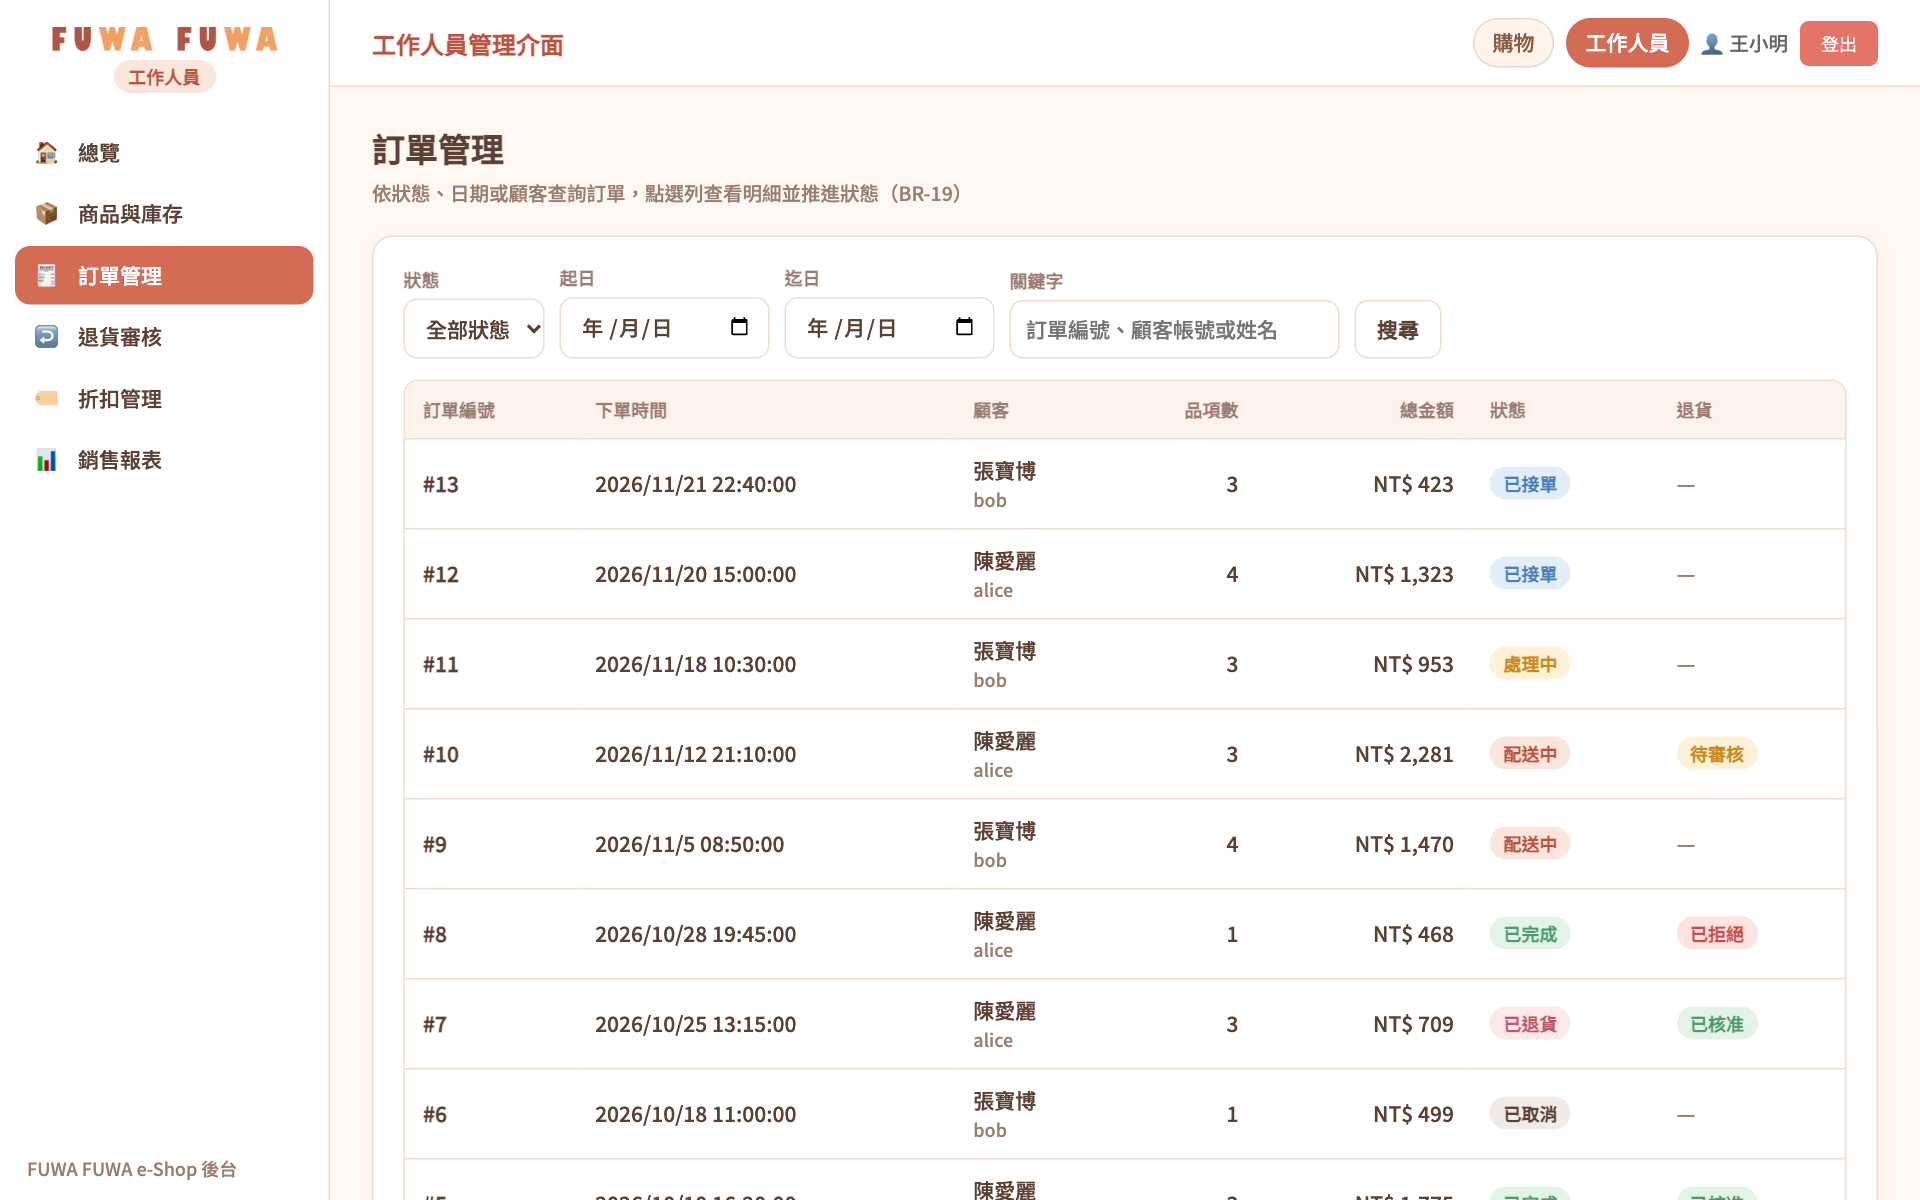 FUWA FUWA
工作人員
總覽
商品與庫存
訂單管理
退貨審核
折扣管理
銷售報表
FUWA FUWA e-Shop 後台
工作人員管理介面
購物
工作人員
王小明
登出
訂單管理
依狀態、日期或顧客查詢訂單，點選列查看明細並推進狀態（BR-19）
狀態
起日
迄日
關鍵字
全部狀態
年 /月/日
年 /月/日
訂單編號、顧客帳號或姓名
搜尋
訂單編號 下單時間 顧客 品項數 總金額 狀態 退貨
#13 2026/11/21 22:40:00 張寶博 3 NT$ 423 已接單 —
bob
#12 2026/11/20 15:00:00 陳愛麗 4 NT$ 1,323 已接單 —
alice
#11 2026/11/18 10:30:00 張寶博 3 NT$ 953 處理中 —
bob
#10 2026/11/12 21:10:00 陳愛麗 3 NT$ 2,281 配送中 待審核
alice
#9 2026/11/5 08:50:00 張寶博 4 NT$ 1,470 配送中 —
bob
#8 2026/10/28 19:45:00 陳愛麗 1 NT$ 468 已完成 已拒絕
alice
#7 2026/10/25 13:15:00 陳愛麗 3 NT$ 709 已退貨 已核准
alice
#6 2026/10/18 11:00:00 張寶博 1 NT$ 499 已取消 —
bob
陳愛麗